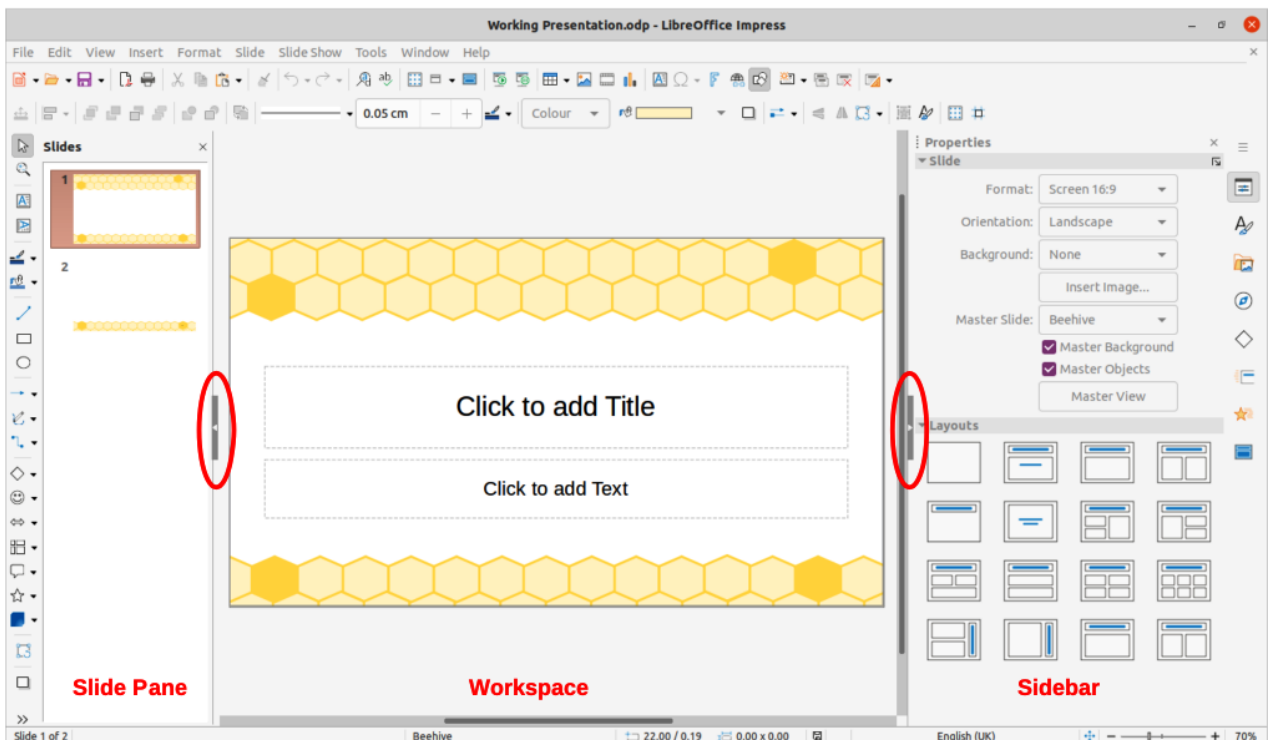 Working Presentation.odp - LibreOffice Impress
File Edit View Insert Format Slide Slide Show Tools Window Help
0.05 cm
Colour
Slides
1
2
Click to add Title
Click to add Text
Slide Pane
Workspace
Sidebar
Properties
Slide
Format: Screen 16:9
Orientation: Landscape
Background: None
Insert Image...
Master Slide: Beehive
Master Background
Master Objects
Master View
Layouts
Slide 1 of 2 Beehive 22.00 / 0.19 0.00 x 0.00 English (UK) 70%